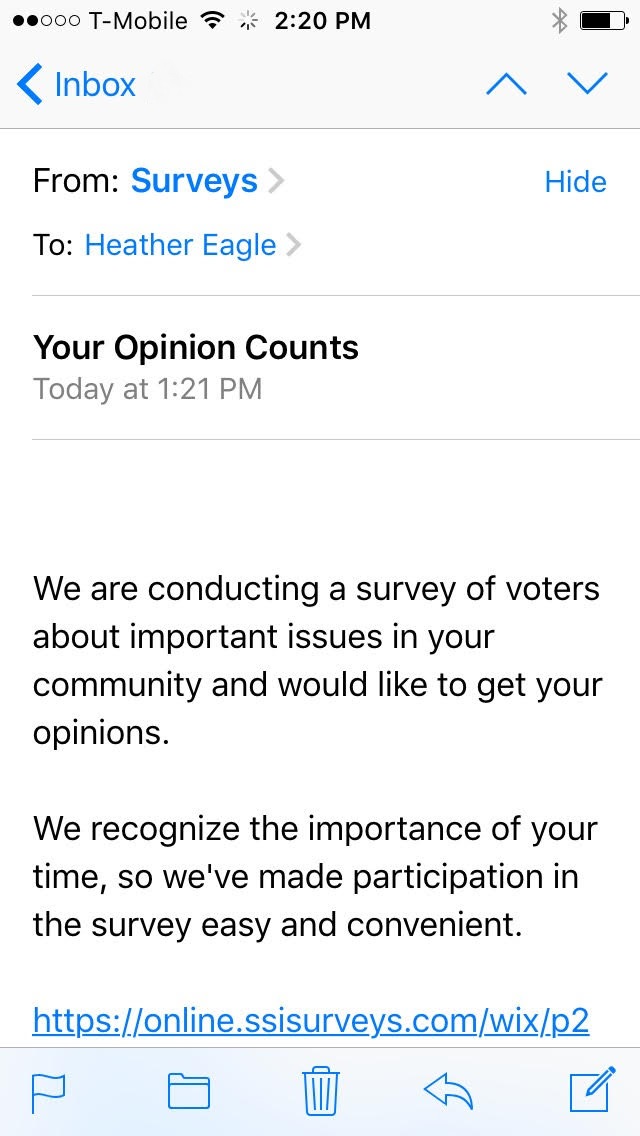 T-Mobile 2:20 PM
Inbox
From: Surveys Hide
To: Heather Eagle
Your Opinion Counts
Today at 1:21 PM
We are conducting a survey of voters
about important issues in your
community and would like to get your
opinions.
We recognize the importance of your
time, so we've made participation in
the survey easy and convenient.
https://online.ssisurveys.com/wix/p2